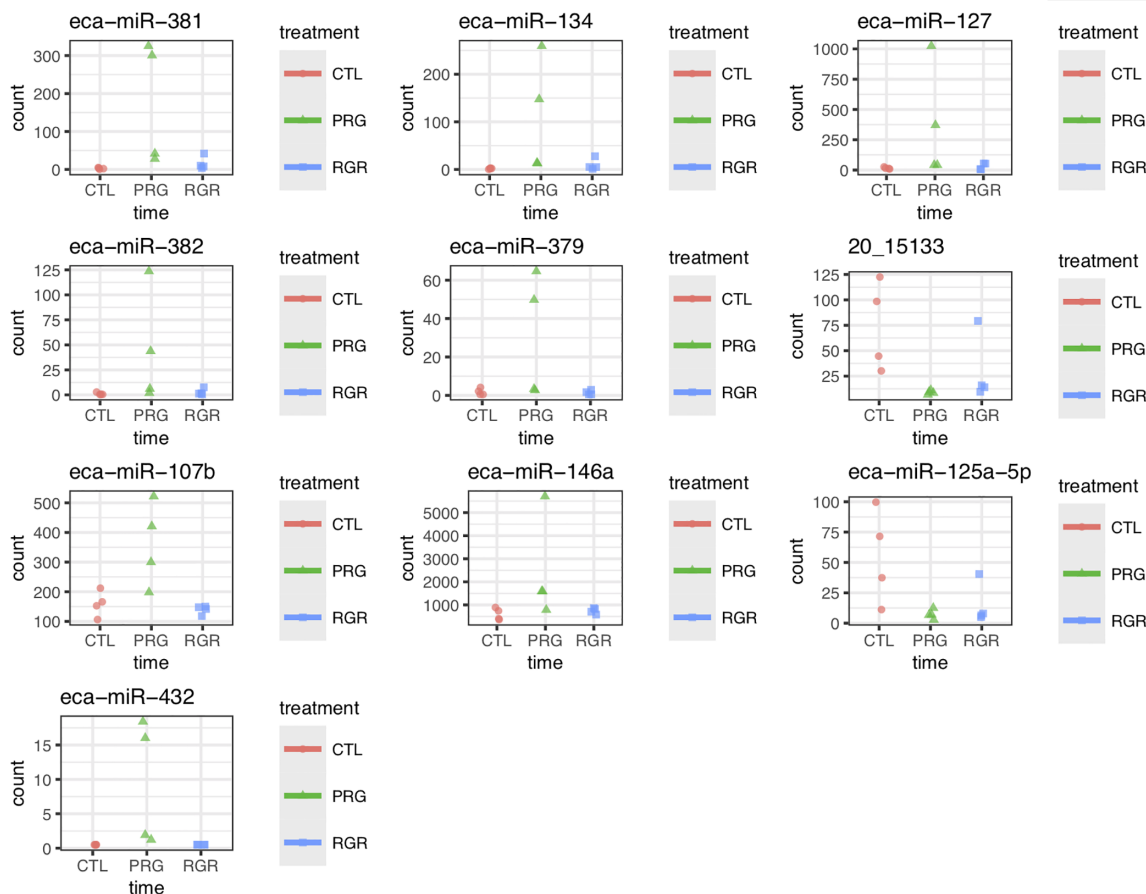 eca−miR−381
count
300
200
100
0
CTL PRG RGR
time
treatment
CTL
PRG
RGR
eca−miR−134
count
200
100
0
CTL PRG RGR
time
treatment
CTL
PRG
RGR
eca−miR−127
count
1000
750
500
250
0
CTL PRG RGR
time
treatment
CTL
PRG
RGR
eca−miR−382
count
125
100
75
50
25
0
CTL PRG RGR
time
treatment
CTL
PRG
RGR
eca−miR−379
count
60
40
20
0
CTL PRG RGR
time
treatment
CTL
PRG
RGR
20_15133
count
125
100
75
50
25
CTL PRG RGR
time
treatment
CTL
PRG
RGR
eca−miR−107b
count
500
400
300
200
100
CTL PRG RGR
time
treatment
CTL
PRG
RGR
eca−miR−146a
count
5000
4000
3000
2000
1000
CTL PRG RGR
time
treatment
CTL
PRG
RGR
eca−miR−125a−5p
count
100
75
50
25
0
CTL PRG RGR
time
treatment
CTL
PRG
RGR
eca−miR−432
count
15
10
5
0
CTL PRG RGR
time
treatment
CTL
PRG
RGR